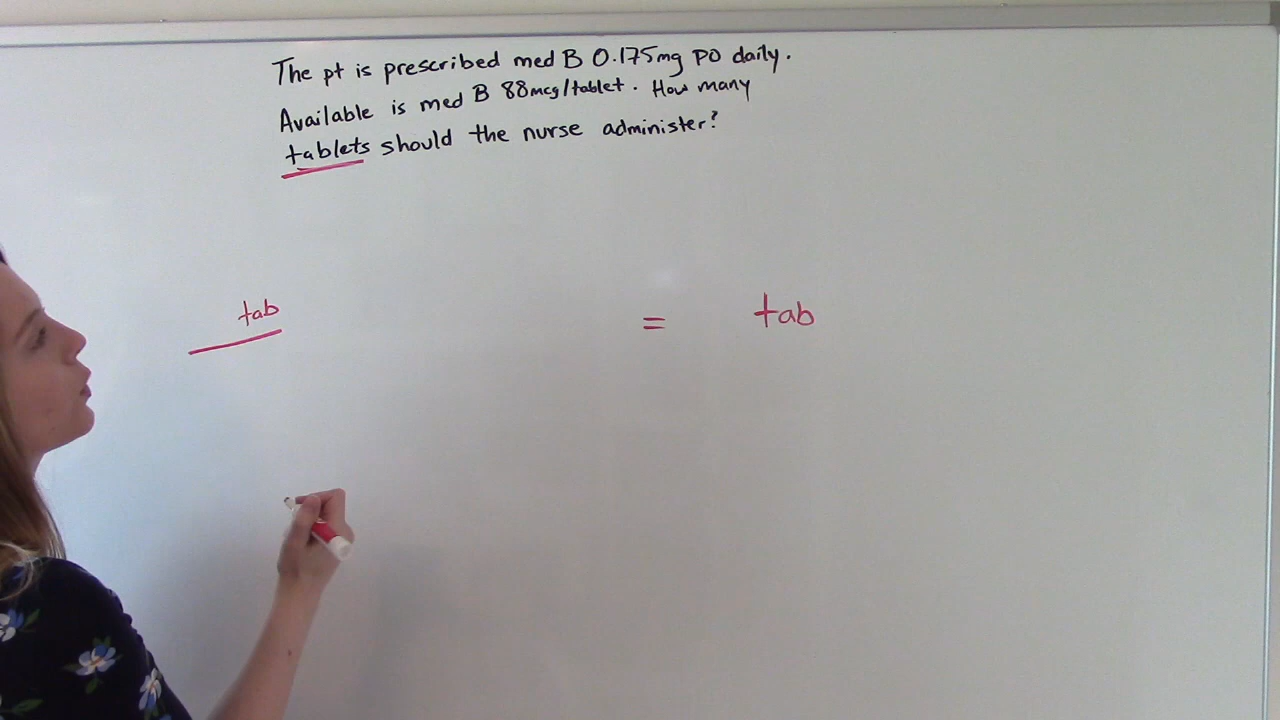 The pt is prescribed med B 0.175mg PO daily.
Available is med B 88mcg/tablet. How many
tablets should the nurse administer?
tab
= tab